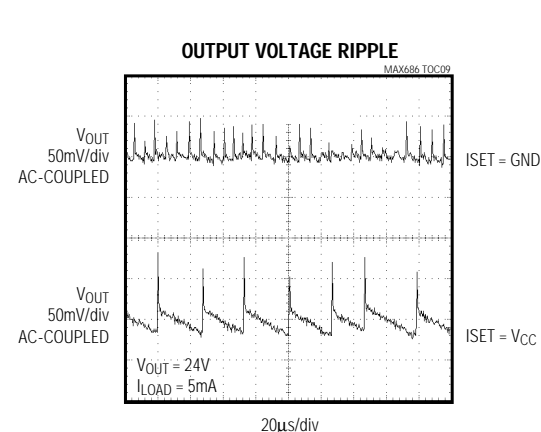 OUTPUT VOLTAGE RIPPLE
MAX686 TOC09
VOUT
50mV/div
AC-COUPLED
ISET = GND
VOUT
50mV/div
AC-COUPLED
ISET = VCC
VOUT = 24V
ILOAD = 5mA
20µs/div